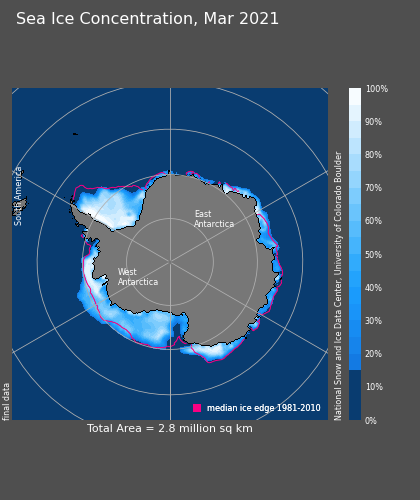 Sea Ice Concentration, Mar 2021
South America
East
Antarctica
West
Antarctica
final data
median ice edge 1981-2010
Total Area = 2.8 million sq km
National Snow and Ice Data Center, University of Colorado Boulder
100%
90%
80%
70%
60%
50%
40%
30%
20%
10%
0%